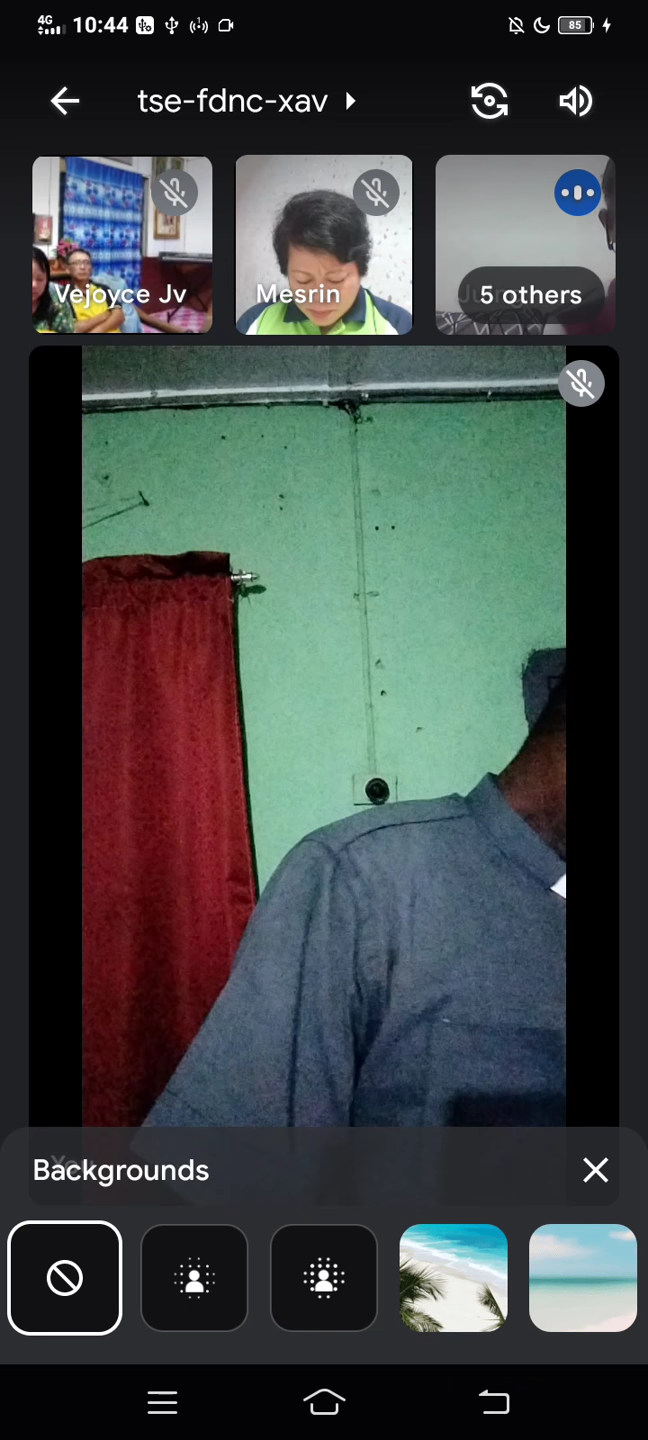 4G 10:44 85
tse-fdnc-xav
Vejoyce Jv
Mesrin
5 others
Backgrounds